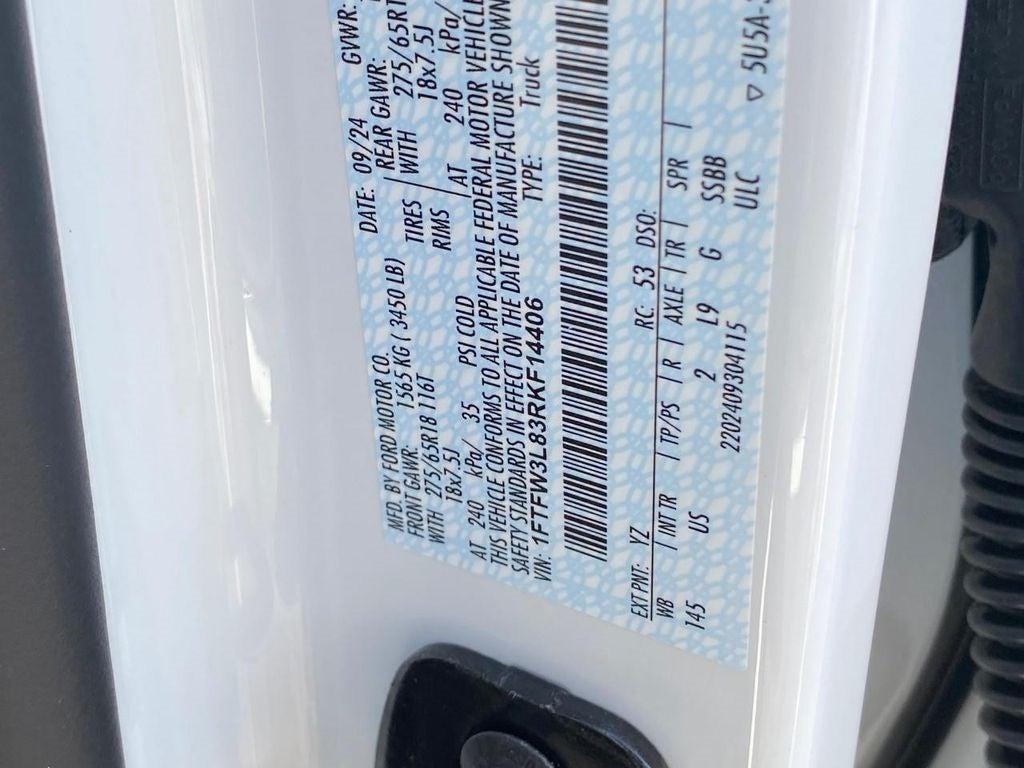 MFD. BY FORD MOTOR CO.
DATE: 09/24 GVWR:
FRONT GAWR: 1565 KG ( 3450 LB) REAR GAWR:
WITH 275/65R18 116T TIRES WITH 275/65RT
18x7.5J RIMS 18x7.5J
AT 240 kPa/ 35 PSI COLD AT 240 kPa/
THIS VEHICLE CONFORMS TO ALL APPLICABLE FEDERAL MOTOR VEHICLE
SAFETY STANDARDS IN EFFECT ON THE DATE OF MANUFACTURE SHOWN
VIN: 1FTFW3L83RKF14406 TYPE: Truck
EXT PNT: YZ RC: 53 DSO:
WB | INT TR | TP/PS | R | AXLE | TR | SPR |
145 US 2 L9 G SSBB
2202409304115 ULC
▽ 5U5A-